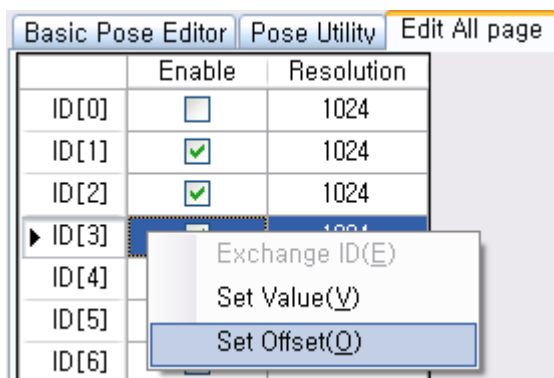 Basic Pose Editor Pose Utility Edit All page
Enable Resolution
ID[0] 1024
ID[1] 1024
ID[2] 1024
ID[3] 1024
Exchange ID(E)
ID[4]
Set Value(V)
ID[5]
Set Offset(O)
ID[6]